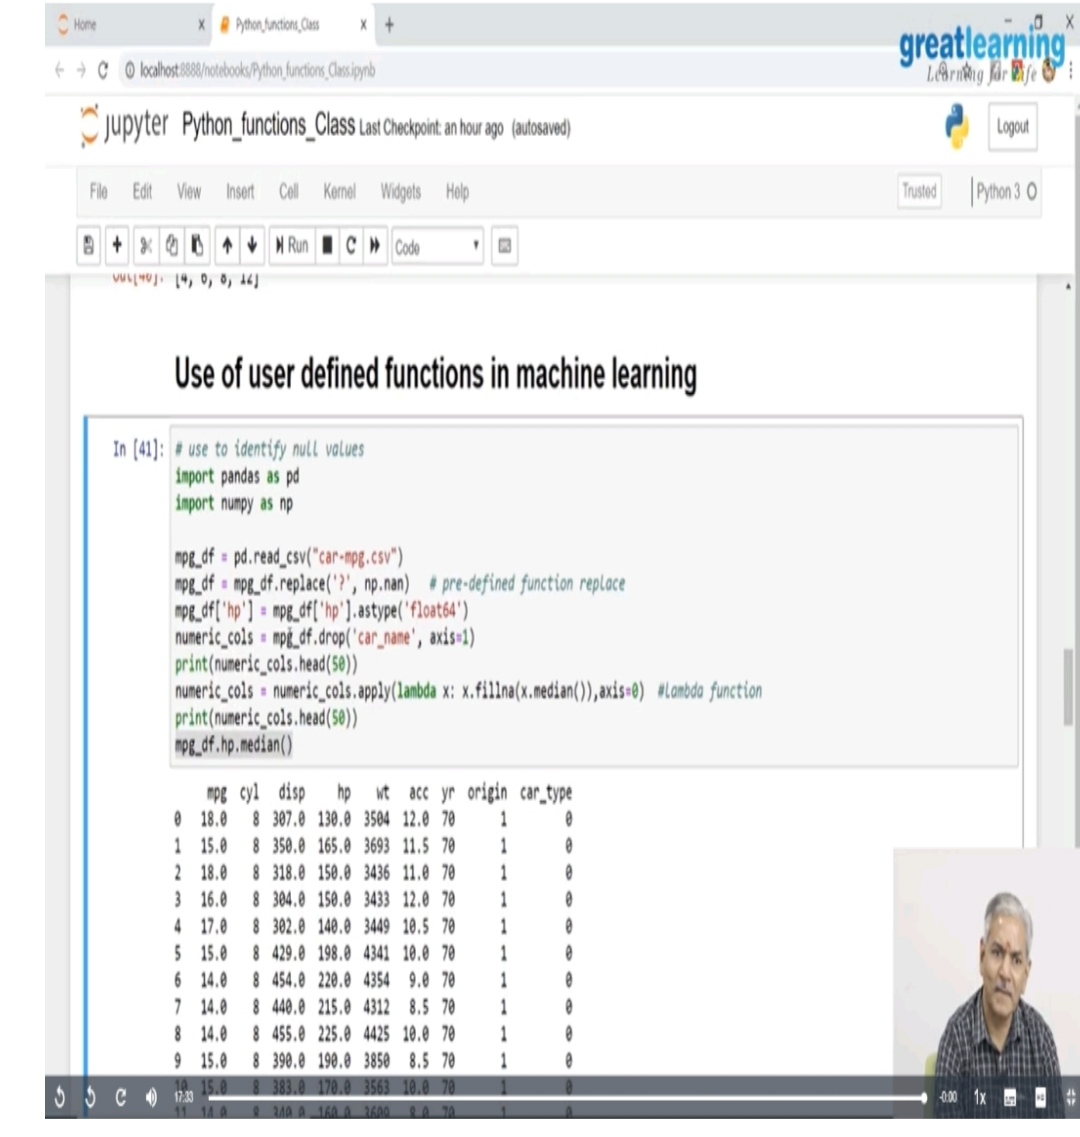 Home x Python_functions_Class x +
greatlearning
Learning for Life
localhost:8888/notebooks/Python_functions_Class.ipynb
jupyter Python_functions_Class Last Checkpoint: an hour ago (autosaved)
Logout
File Edit View Insert Cell Kernel Widgets Help
Trusted | Python 3 O
Run Code
Out[40]: [4, 6, 8, 12]
Use of user defined functions in machine learning
In [41]: # use to identify null values
import pandas as pd
import numpy as np
mpg_df = pd.read_csv("car-mpg.csv")
mpg_df = mpg_df.replace('?', np.nan) # pre-defined function replace
mpg_df['hp'] = mpg_df['hp'].astype('float64')
numeric_cols = mpg_df.drop('car_name', axis=1)
print(numeric_cols.head(50))
numeric_cols = numeric_cols.apply(lambda x: x.fillna(x.median()),axis=0) #Lambda function
print(numeric_cols.head(50))
mpg_df.hp.median()
mpg cyl disp hp wt acc yr origin car_type
0 18.0 8 307.0 130.0 3504 12.0 70 1 0
1 15.0 8 350.0 165.0 3693 11.5 70 1 0
2 18.0 8 318.0 150.0 3436 11.0 70 1 0
3 16.0 8 304.0 150.0 3433 12.0 70 1 0
4 17.0 8 302.0 140.0 3449 10.5 70 1 0
5 15.0 8 429.0 198.0 4341 10.0 70 1 0
6 14.0 8 454.0 220.0 4354 9.0 70 1 0
7 14.0 8 440.0 215.0 4312 8.5 70 1 0
8 14.0 8 455.0 225.0 4425 10.0 70 1 0
9 15.0 8 390.0 190.0 3850 8.5 70 1 0
10 15.0 8 383.0 170.0 3563 10.0 70 1 0
17:33 -0:00 1x